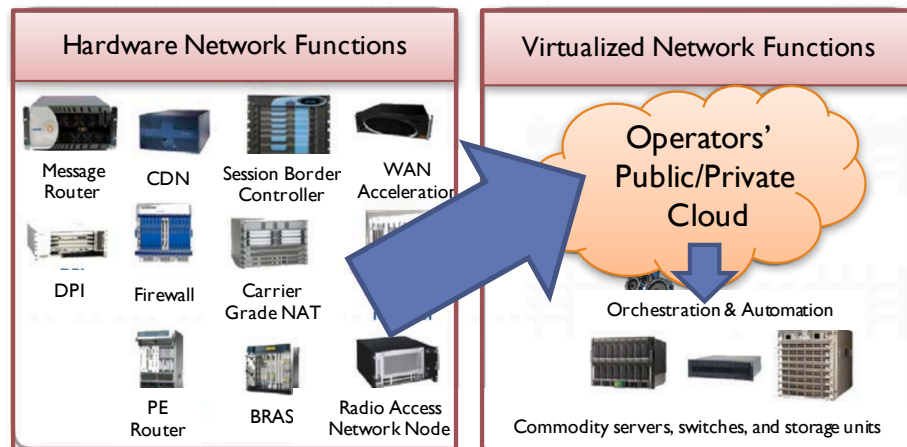 Hardware Network Functions
Virtualized Network Functions
Message
Router
CDN
Session Border
Controller
WAN
Acceleration
DPI
Firewall
Carrier
Grade NAT
PE
Router
BRAS
Radio Access
Network Node
Operators’
Public/Private
Cloud
Orchestration & Automation
Commodity servers, switches, and storage units